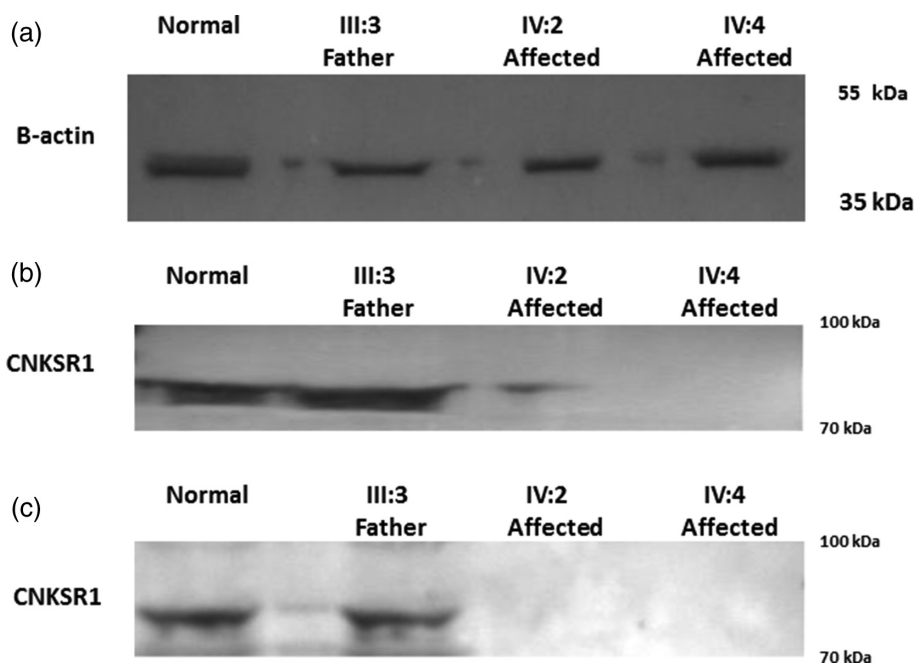 (a)
Normal III:3 IV:2 IV:4
Father Affected Affected
B-actin
55 kDa
35 kDa
(b)
Normal III:3 IV:2 IV:4
Father Affected Affected
CNKSR1
100 kDa
70 kDa
(c)
Normal III:3 IV:2 IV:4
Father Affected Affected
CNKSR1
100 kDa
70 kDa